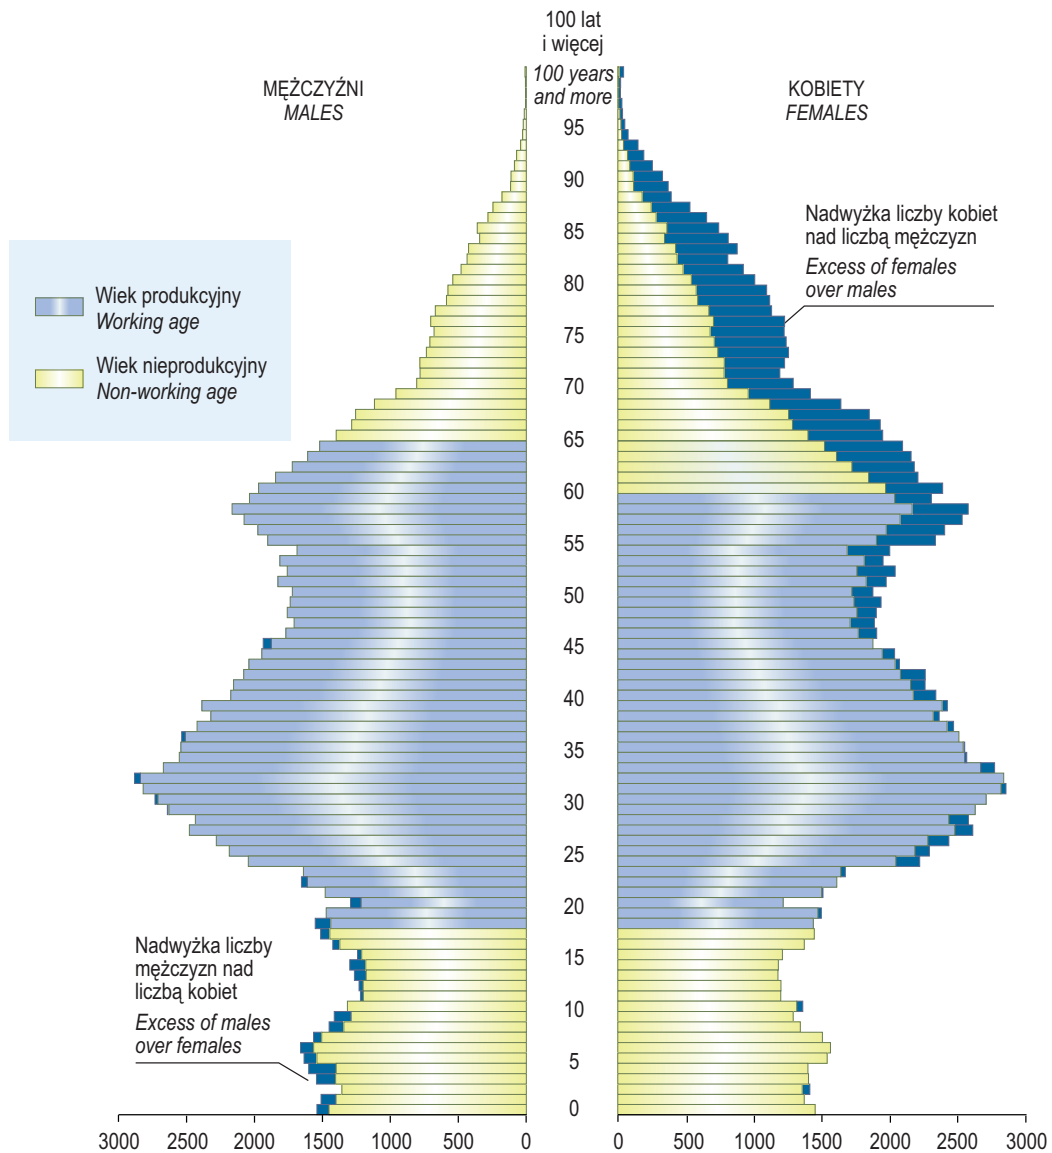 100 lat
i więcej
100 years
and more
MĘŻCZYŹNI
MALES
KOBIETY
FEMALES
95
90
85
80
75
70
65
60
55
50
45
40
35
30
25
20
15
10
5
0
Nadwyżka liczby kobiet
nad liczbą mężczyzn
Excess of females
over males
Wiek produkcyjny
Working age
Wiek nieprodukcyjny
Non-working age
Nadwyżka liczby
mężczyzn nad
liczbą kobiet
Excess of males
over females
3000 2500 2000 1500 1000 500 0
0 500 1000 1500 2000 2500 3000